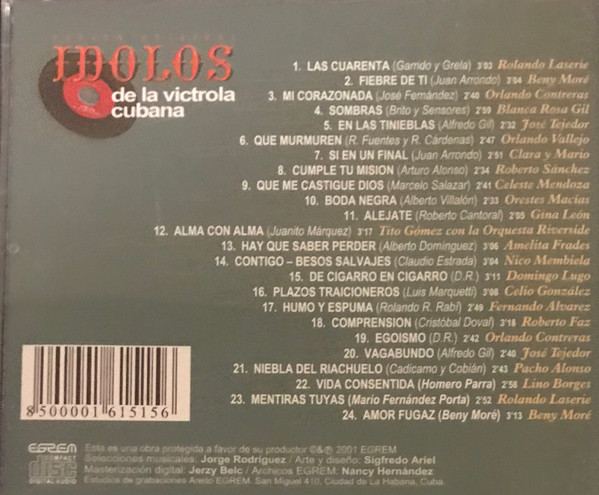 IDOLOS
de la victrola
cubana
1. LAS CUARENTA (Garrido y Grela) 3'03 Rolando Laserie
2. FIEBRE DE TI (Juan Arrondo) 3'04 Beny Moré
3. MI CORAZONADA (José Fernández) 2'40 Orlando Contreras
4. SOMBRAS (Brito y Sensores) 2'59 Blanca Rosa Gil
5. EN LAS TINIEBLAS (Alfredo Gil) 2'32 José Tejedor
6. QUE MURMUREN (R. Fuentes y R. Cárdenas) 2'47 Orlando Vallejo
7. SI EN UN FINAL (Juan Arrondo) 2'51 Clara y Mario
8. CUMPLE TU MISION (Arturo Alonso) 2'34 Roberto Sánchez
9. QUE ME CASTIGUE DIOS (Marcelo Salazar) 2'41 Celeste Mendoza
10. BODA NEGRA (Alberto Villalón) 2'33 Orestes Macías
11. ALEJATE (Roberto Cantoral) 2'05 Gina León
12. ALMA CON ALMA (Juanito Márquez) 3'17 Tito Gómez con la Orquesta Riverside
13. HAY QUE SABER PERDER (Alberto Dominguez) 3'06 Amelita Frades
14. CONTIGO – BESOS SALVAJES (Claudio Estrada) 3'04 Nico Membiela
15. DE CIGARRO EN CIGARRO (D.R.) 3'11 Domingo Lugo
16. PLAZOS TRAICIONEROS (Luis Marquetti) 3'08 Celio González
17. HUMO Y ESPUMA (Rolando R. Rabí) 2'49 Fernando Alvarez
18. COMPRENSION (Cristóbal Doval) 3'18 Roberto Faz
19. EGOISMO (D.R.) 2'42 Orlando Contreras
20. VAGABUNDO (Alfredo Gil) 2'40 José Tejedor
21. NIEBLA DEL RIACHUELO (Cadicamo y Cobián) 2'43 Pacho Alonso
22. VIDA CONSENTIDA (Homero Parra) 2'58 Lino Borges
23. MENTIRAS TUYAS (Mario Fernández Porta) 2'52 Rolando Laserie
24. AMOR FUGAZ (Beny Moré) 3'13 Beny Moré
8500001615156
EGREM
COMPACT
disc
DIGITAL AUDIO
Esta es una obra protegida a favor de su productor ©&℗ 2001 EGREM
Selecciones musicales: Jorge Rodríguez / Arte y diseño: Sigfredo Ariel
Masterización digital: Jerzy Belc / Archivos EGREM: Nancy Hernández
Estudios de grabaciones Areito EGREM. San Miguel 410, Ciudad de La Habana, Cuba.